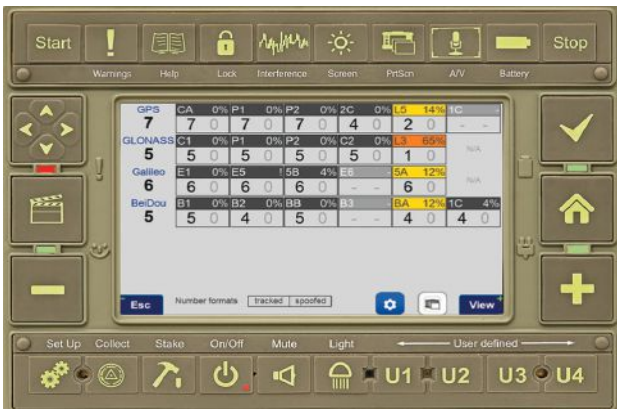 Start Stop
Warnings Help Lock Interference Screen PrtScn A/V Battery
GPS CA 0% P1 0% P2 0% 2C 0% L5 14% 1C -
7 7 0 7 0 7 0 4 0 2 0 - -
GLONASS C1 0% P1 0% P2 0% C2 0% L3 65%
5 5 0 5 0 5 0 5 0 1 0 N/A
Galileo E1 0% E5 ! 5B 4% E6 - 5A 12%
6 6 0 6 0 6 0 - - 6 0 N/A
BeiDou B1 0% B2 0% BB 0% B3 - BA 12% 1C 4%
5 5 0 4 0 5 0 - - 4 0 4 0
Esc Number formats tracked spoofed View
Set Up Collect Stake On/Off Mute Light User defined
U1 U2 U3 U4